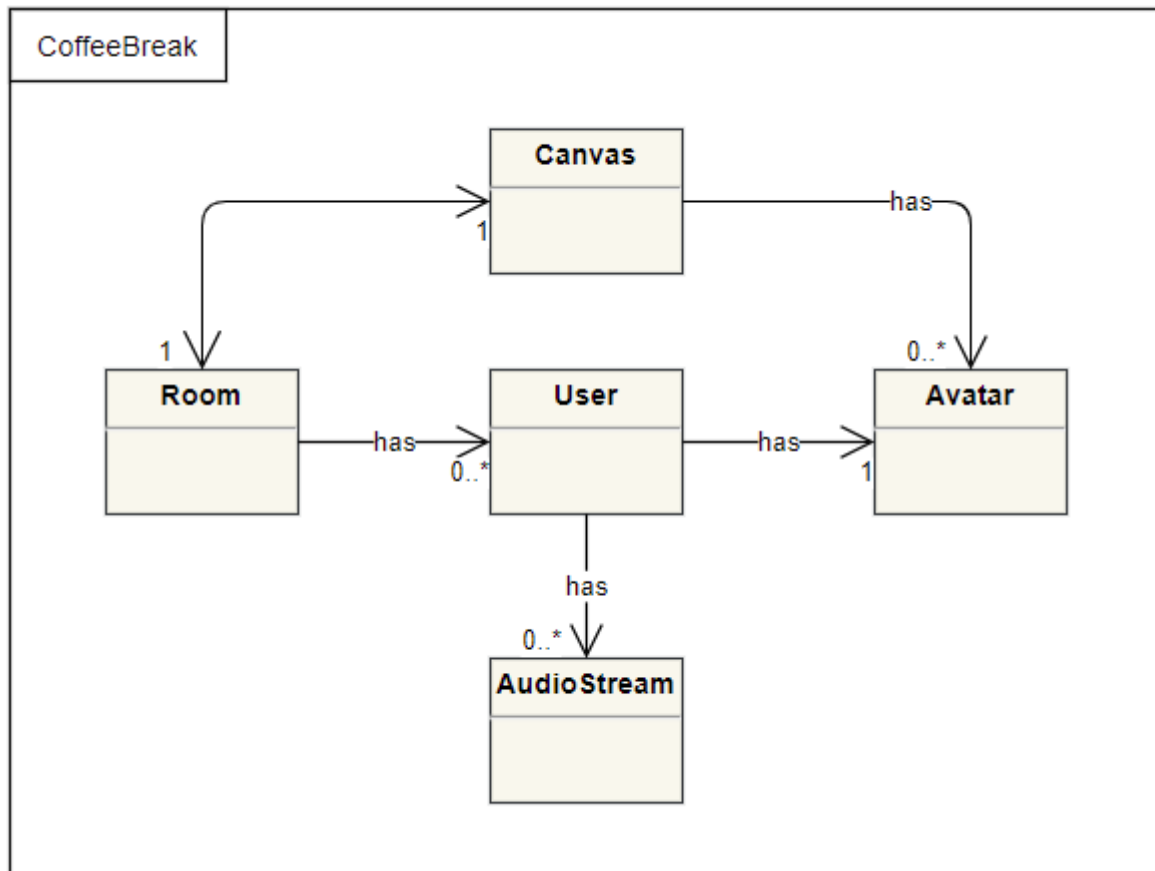 CoffeeBreak
Canvas
has
1
1
0..*
Room
User
Avatar
has
has
0..*
1
has
0..*
AudioStream